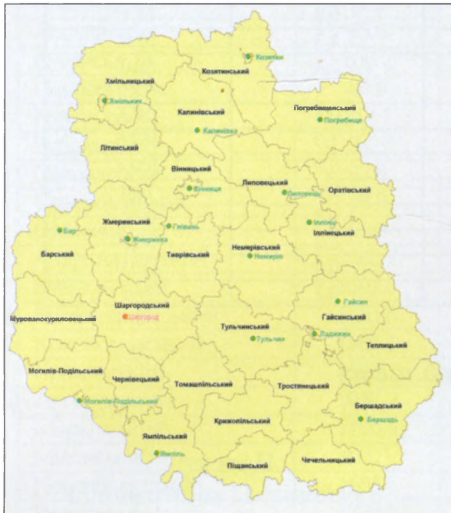 Козятин
Козятинський
Хмільницький
Хмільник
Калинівський
Погребищенський
Погребище
Калинівка
Літинський
Вінницький
Вінниця
Липовецький
Липовець
Оратівський
Бар
Жмеринський
Гнівань
Іллінці
Іллінецький
Жмеринка
Барський
Тиврівський
Немирівський
Немирів
Шаргородський
Шаргород
Гайсин
Гайсинський
Мурованокуриловецький
Тульчинський
Ладижин
Тульчин
Теплицький
Могилів-Подільський
Чернівецький
Томашпільський
Тростянецький
Могилів-Подільський
Бершадський
Бершадь
Крижопільський
Ямпільський
Ямпіль
Піщанський
Чечельницький